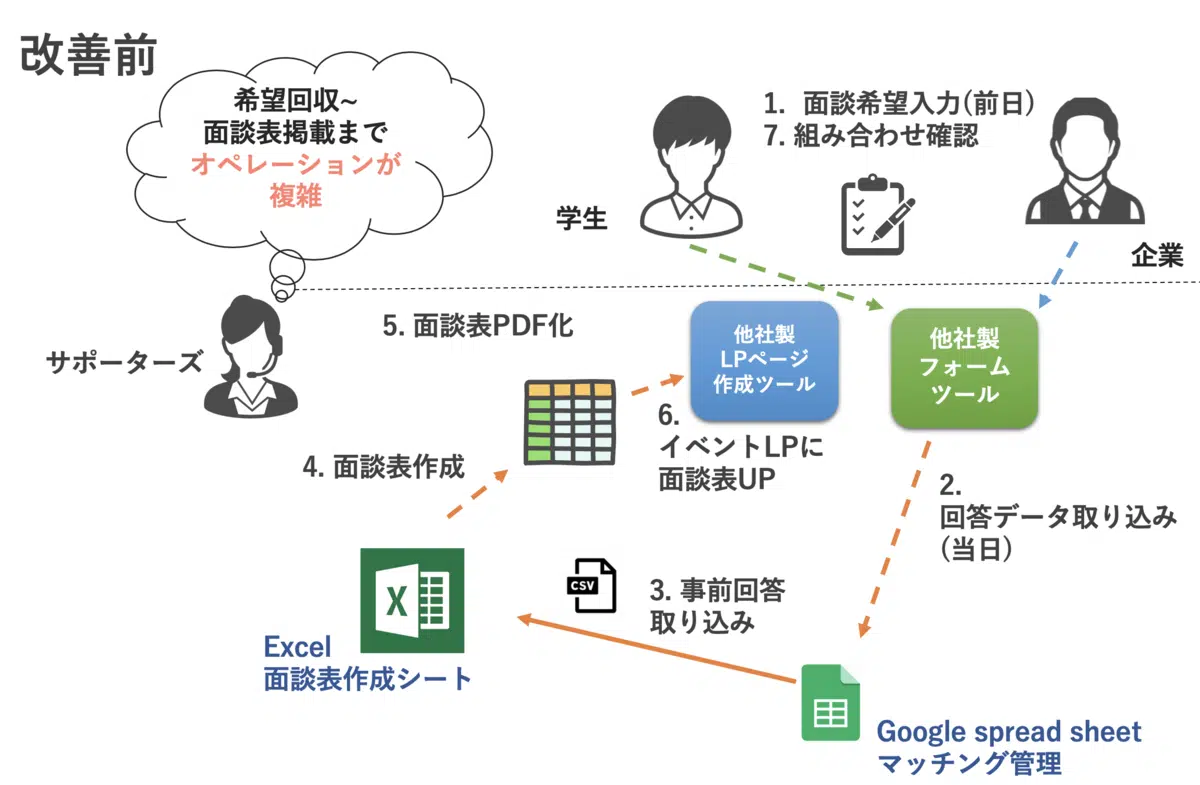 改善前
希望回収~
面談表掲載まで
オペレーションが
複雑
1. 面談希望入力(前日)
7. 組み合わせ確認
学生
企業
サポーターズ
5. 面談表PDF化
他社製
LPページ
作成ツール
他社製
フォーム
ツール
6.
イベントLPに
面談表UP
4. 面談表作成
2.
回答データ取り込み
(当日)
CSV
3. 事前回答
取り込み
X
Excel
面談表作成シート
Google spread sheet
マッチング管理